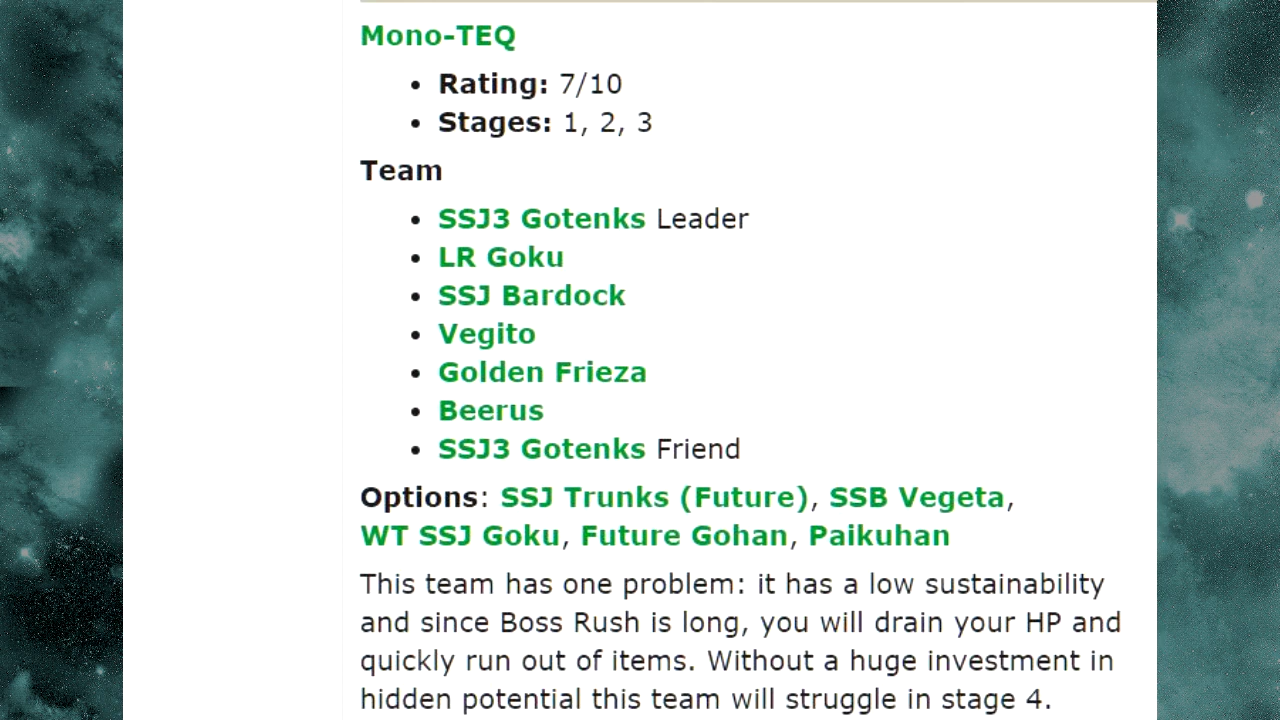 Mono-TEQ
• Rating: 7/10
• Stages: 1, 2, 3
Team
• SSJ3 Gotenks Leader
• LR Goku
• SSJ Bardock
• Vegito
• Golden Frieza
• Beerus
• SSJ3 Gotenks Friend
Options: SSJ Trunks (Future), SSB Vegeta,
WT SSJ Goku, Future Gohan, Paikuhan
This team has one problem: it has a low sustainability
and since Boss Rush is long, you will drain your HP and
quickly run out of items. Without a huge investment in
hidden potential this team will struggle in stage 4.